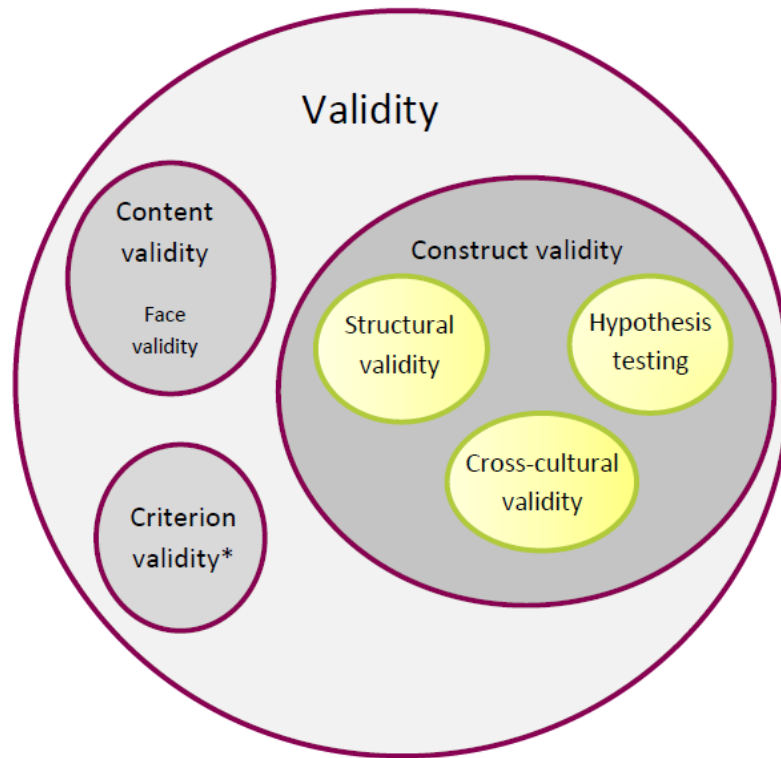 Validity
Content
validity
Face
validity
Construct validity
Structural
validity
Hypothesis
testing
Cross-cultural
validity
Criterion
validity*